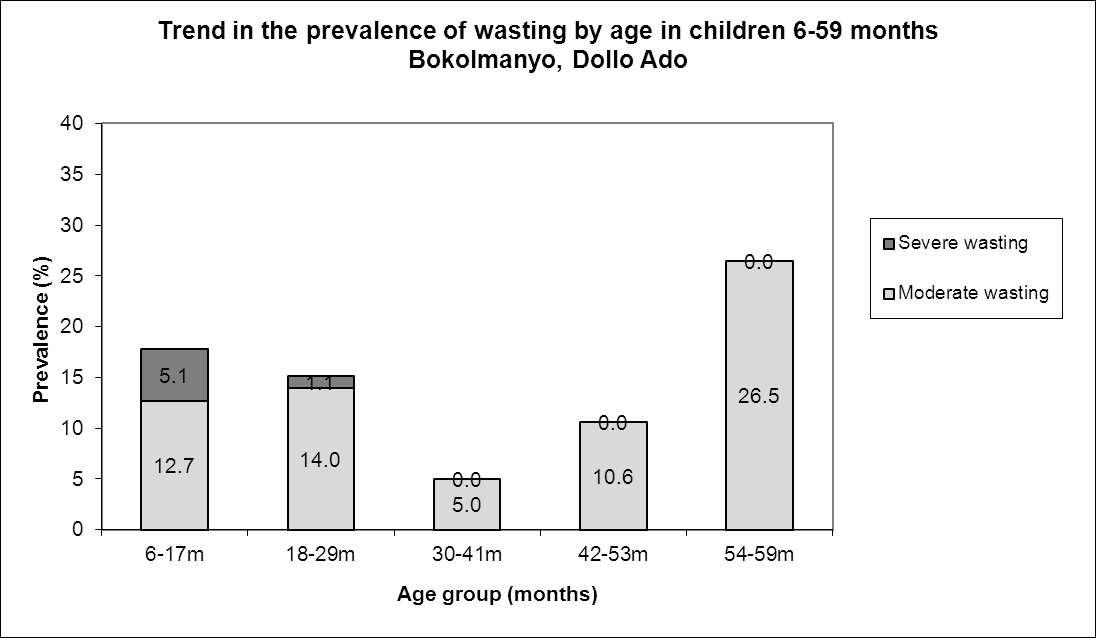 Trend in the prevalence of wasting by age in children 6-59 months
Bokolmanyo, Dollo Ado
40
35
30
25
20
15
10
5
0
Prevalence (%)
5.1
12.7
1.1
14.0
0.0
5.0
0.0
10.6
0.0
26.5
6-17m 18-29m 30-41m 42-53m 54-59m
Age group (months)
Severe wasting
Moderate wasting